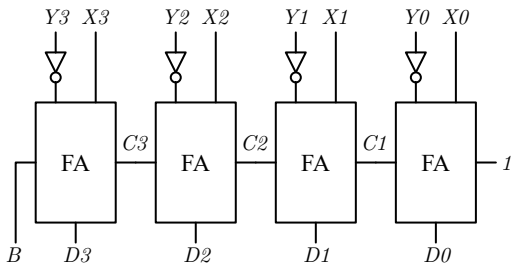 Y3 X3 Y2 X2 Y1 X1 Y0 X0
C3 C2 C1
FA FA FA FA 1
B D3 D2 D1 D0